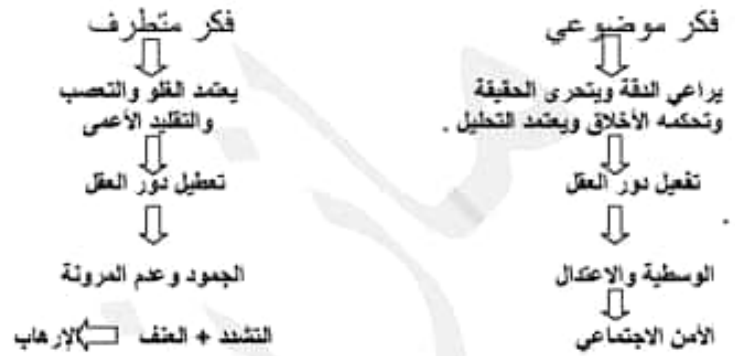 فكر موضوعي
يراعي الدقة ويتحرى الحقيقة
وتحكمه الأخلاق ويعتمد التحليل .
تفعيل دور العقل
الوسطية والاعتدال
الأمن الاجتماعي
فكر متطرف
يعتمد الغلو والتعصب
والتقليد الأعمى
تعطيل دور العقل
الجمود وعدم المرونة
التشدد + العنف الإرهاب